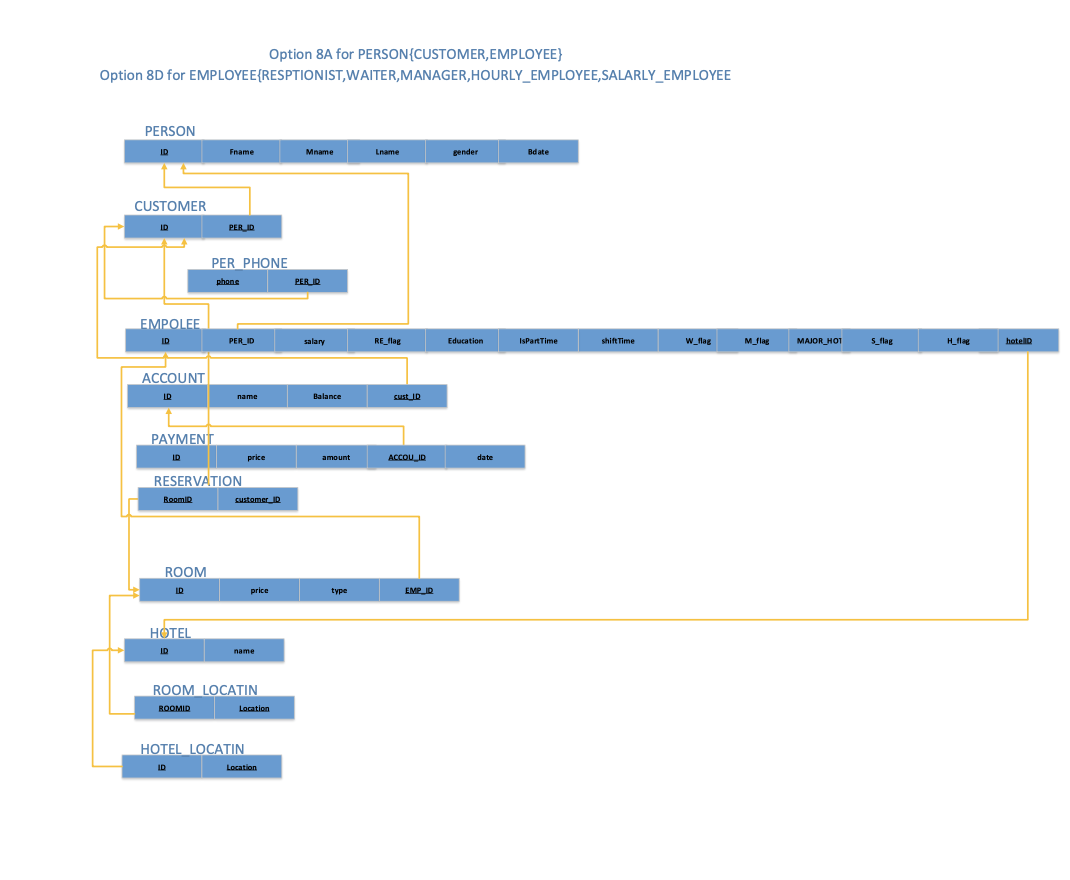 Option 8A for PERSON{CUSTOMER,EMPLOYEE}
Option 8D for EMPLOYEE{RESPTIONIST,WAITER,MANAGER,HOURLY_EMPLOYEE,SALARLY_EMPLOYEE
PERSON
ID Fname Mname Lname gender Bdate
CUSTOMER
ID PER_ID
PER_PHONE
phone PER_ID
EMPOLEE
ID PER_ID salary RE_flag Education IsPartTime shiftTime W_flag M_flag MAJOR_HOT S_flag H_flag hotelID
ACCOUNT
ID name Balance cust_ID
PAYMENT
ID price amount ACCOU_ID date
RESERVATION
RoomID customer_ID
ROOM
ID price type EMP_ID
HOTEL
ID name
ROOM_LOCATIN
ROOMID Location
HOTEL_LOCATIN
ID Location